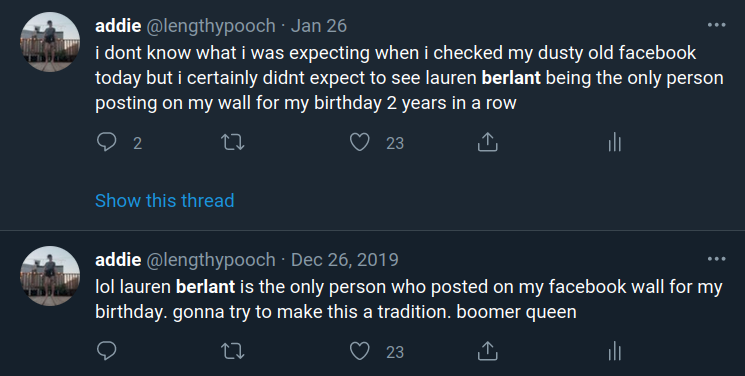 addie @lengthypooch · Jan 26
i dont know what i was expecting when i checked my dusty old facebook
today but i certainly didnt expect to see lauren berlant being the only person
posting on my wall for my birthday 2 years in a row
2 23
Show this thread
addie @lengthypooch · Dec 26, 2019
lol lauren berlant is the only person who posted on my facebook wall for my
birthday. gonna try to make this a tradition. boomer queen
23